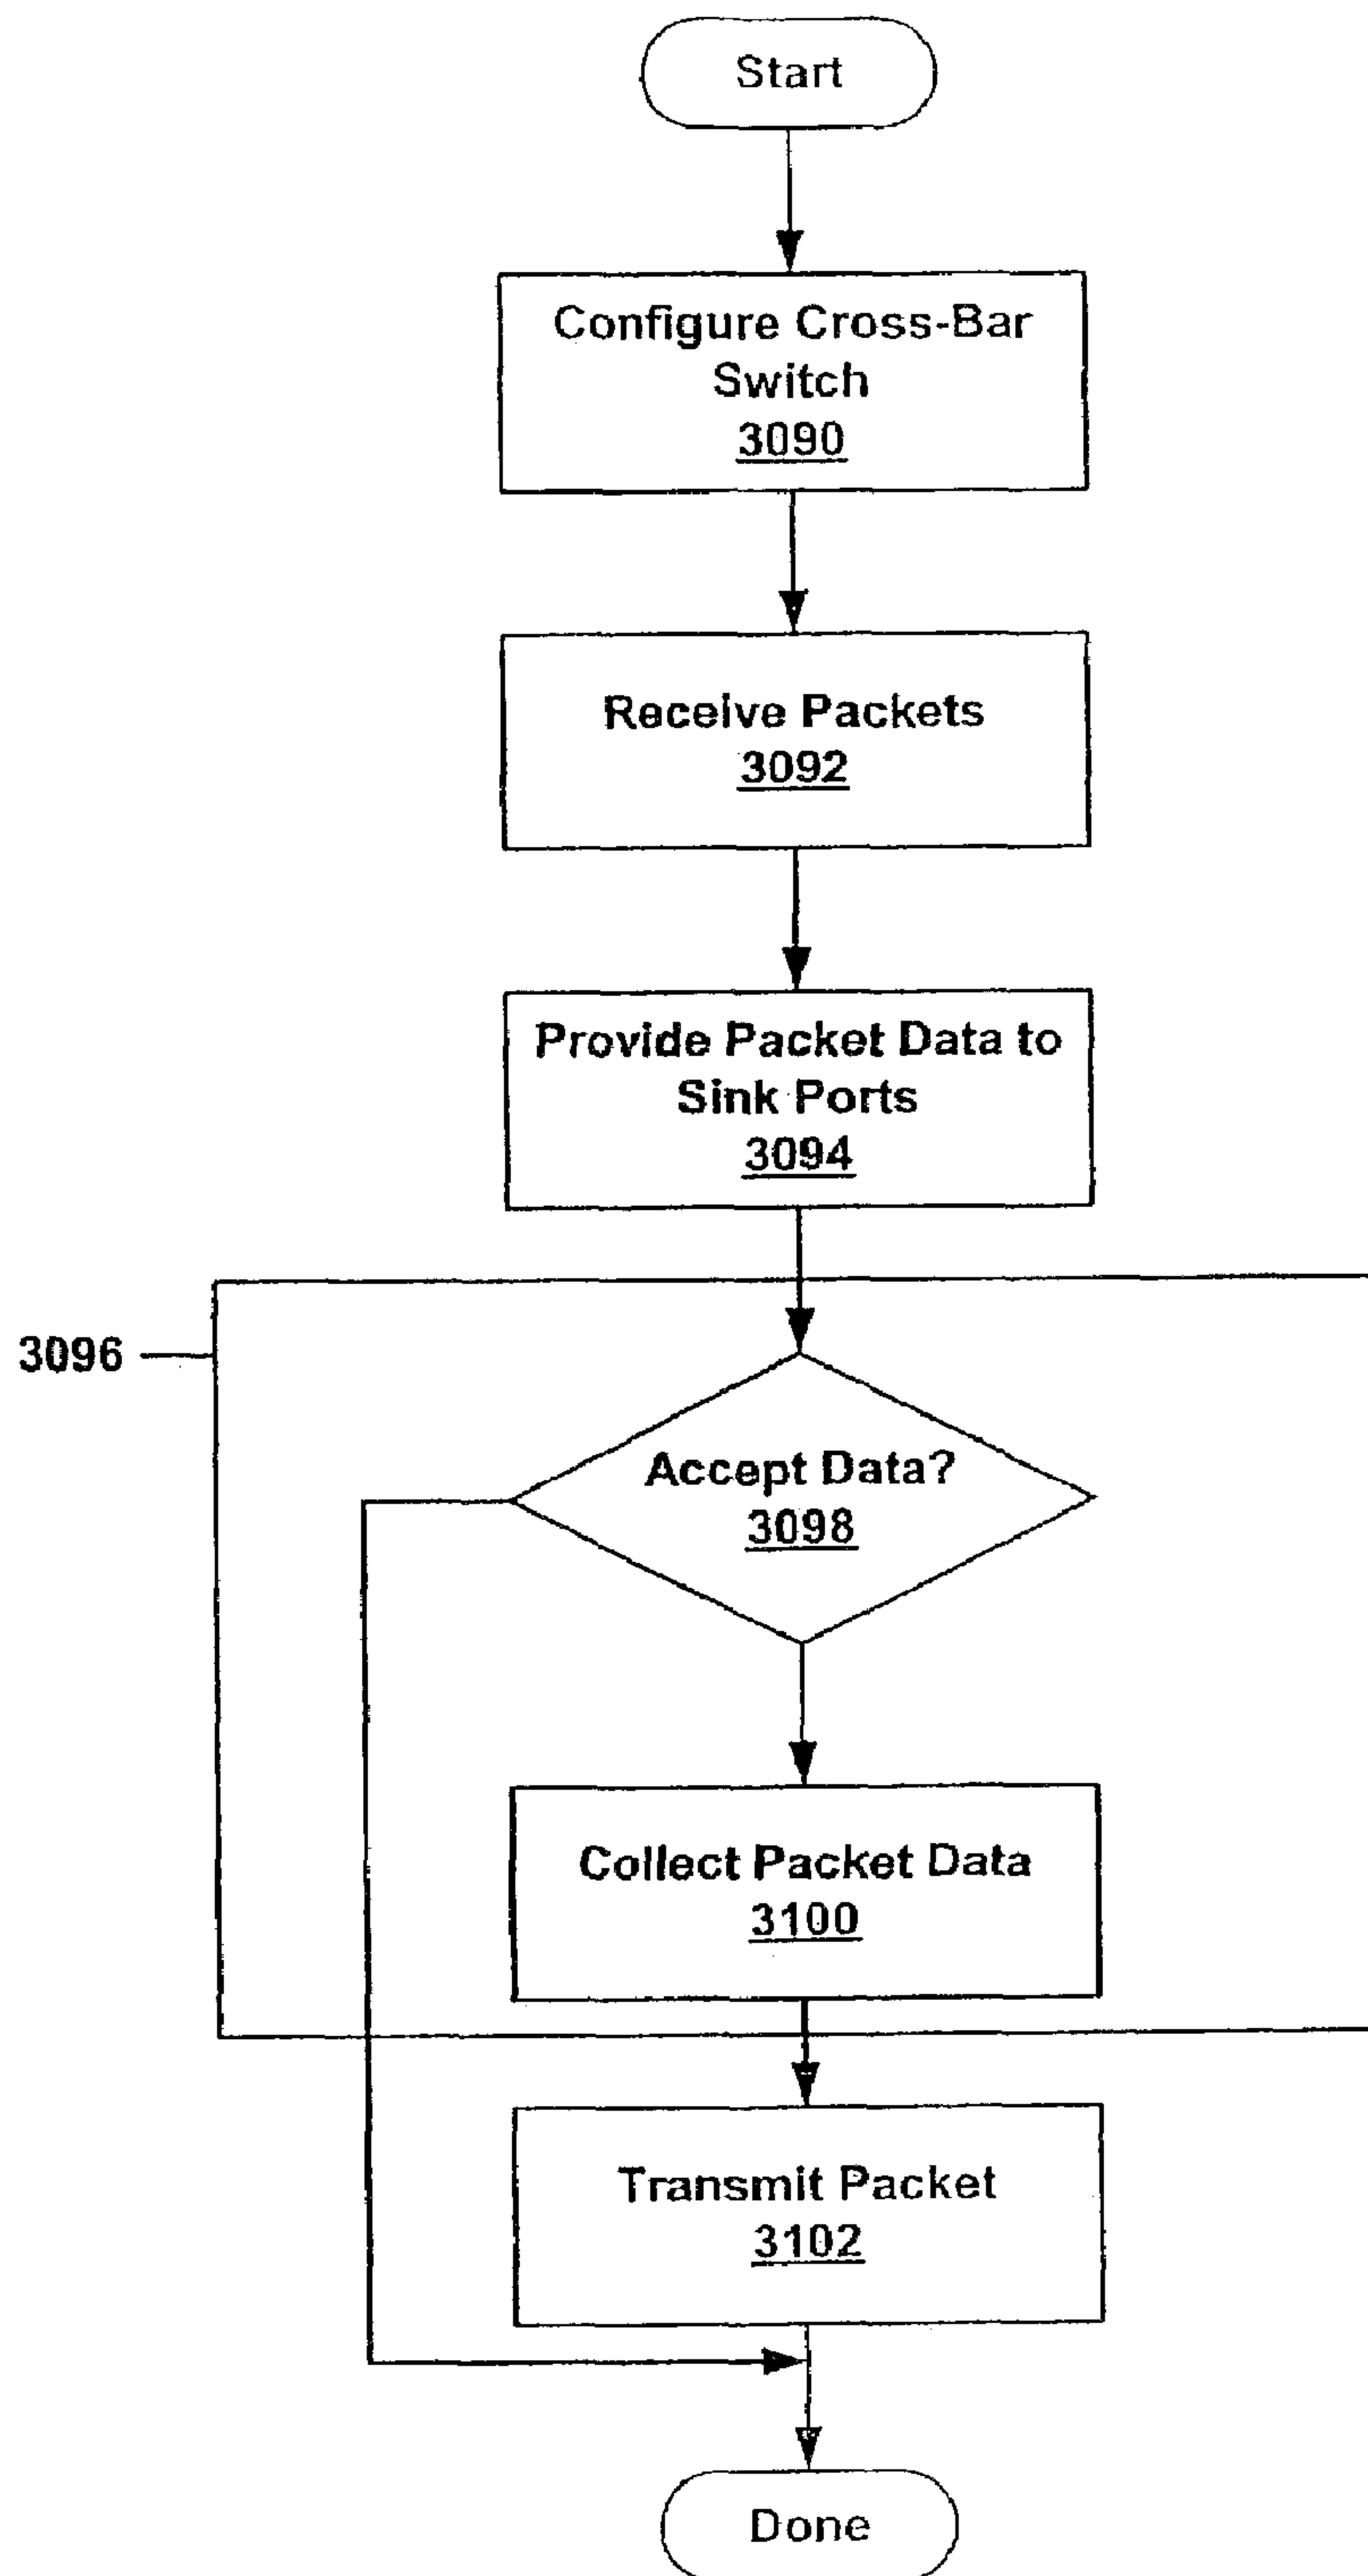 Start
Configure Cross-Bar
Switch
3090
Receive Packets
3092
Provide Packet Data to
Sink Ports
3094
3096
Accept Data?
3098
Collect Packet Data
3100
Transmit Packet
3102
Done